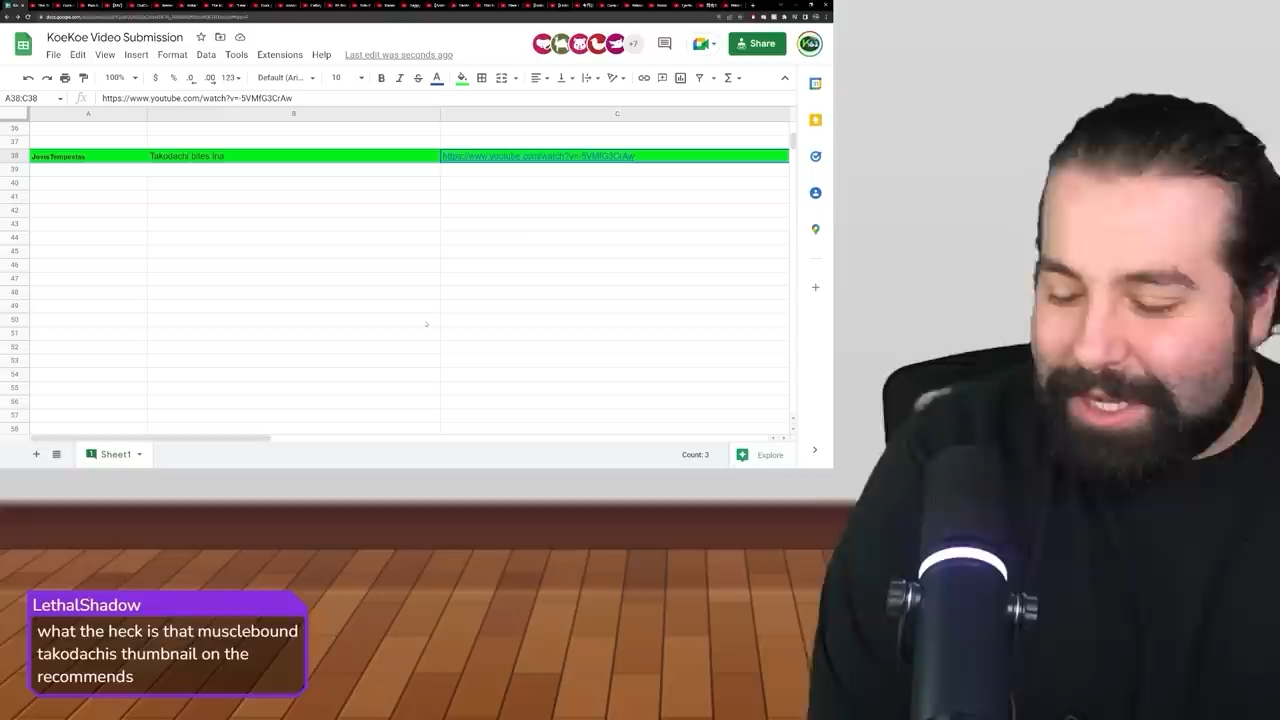 KoeKoe Video Submission
File Edit View Insert Format Data Tools Extensions Help Last edit was seconds ago
+7
Share
100% $ % .0 .00 123 Default (Ari... 10
A38:C38 https://www.youtube.com/watch?v=-5VMfG3CrAw
A B C
36
37
38 JovisTempestas Takodachi bites Ina https://www.youtube.com/watch?v=-5VMfG3CrAw
39
40
41
42
43
44
45
46
47
48
49
50
51
52
53
54
55
56
57
58
Sheet1 Count: 3 Explore
LethalShadow
what the heck is that musclebound
takodachis thumbnail on the
recommends